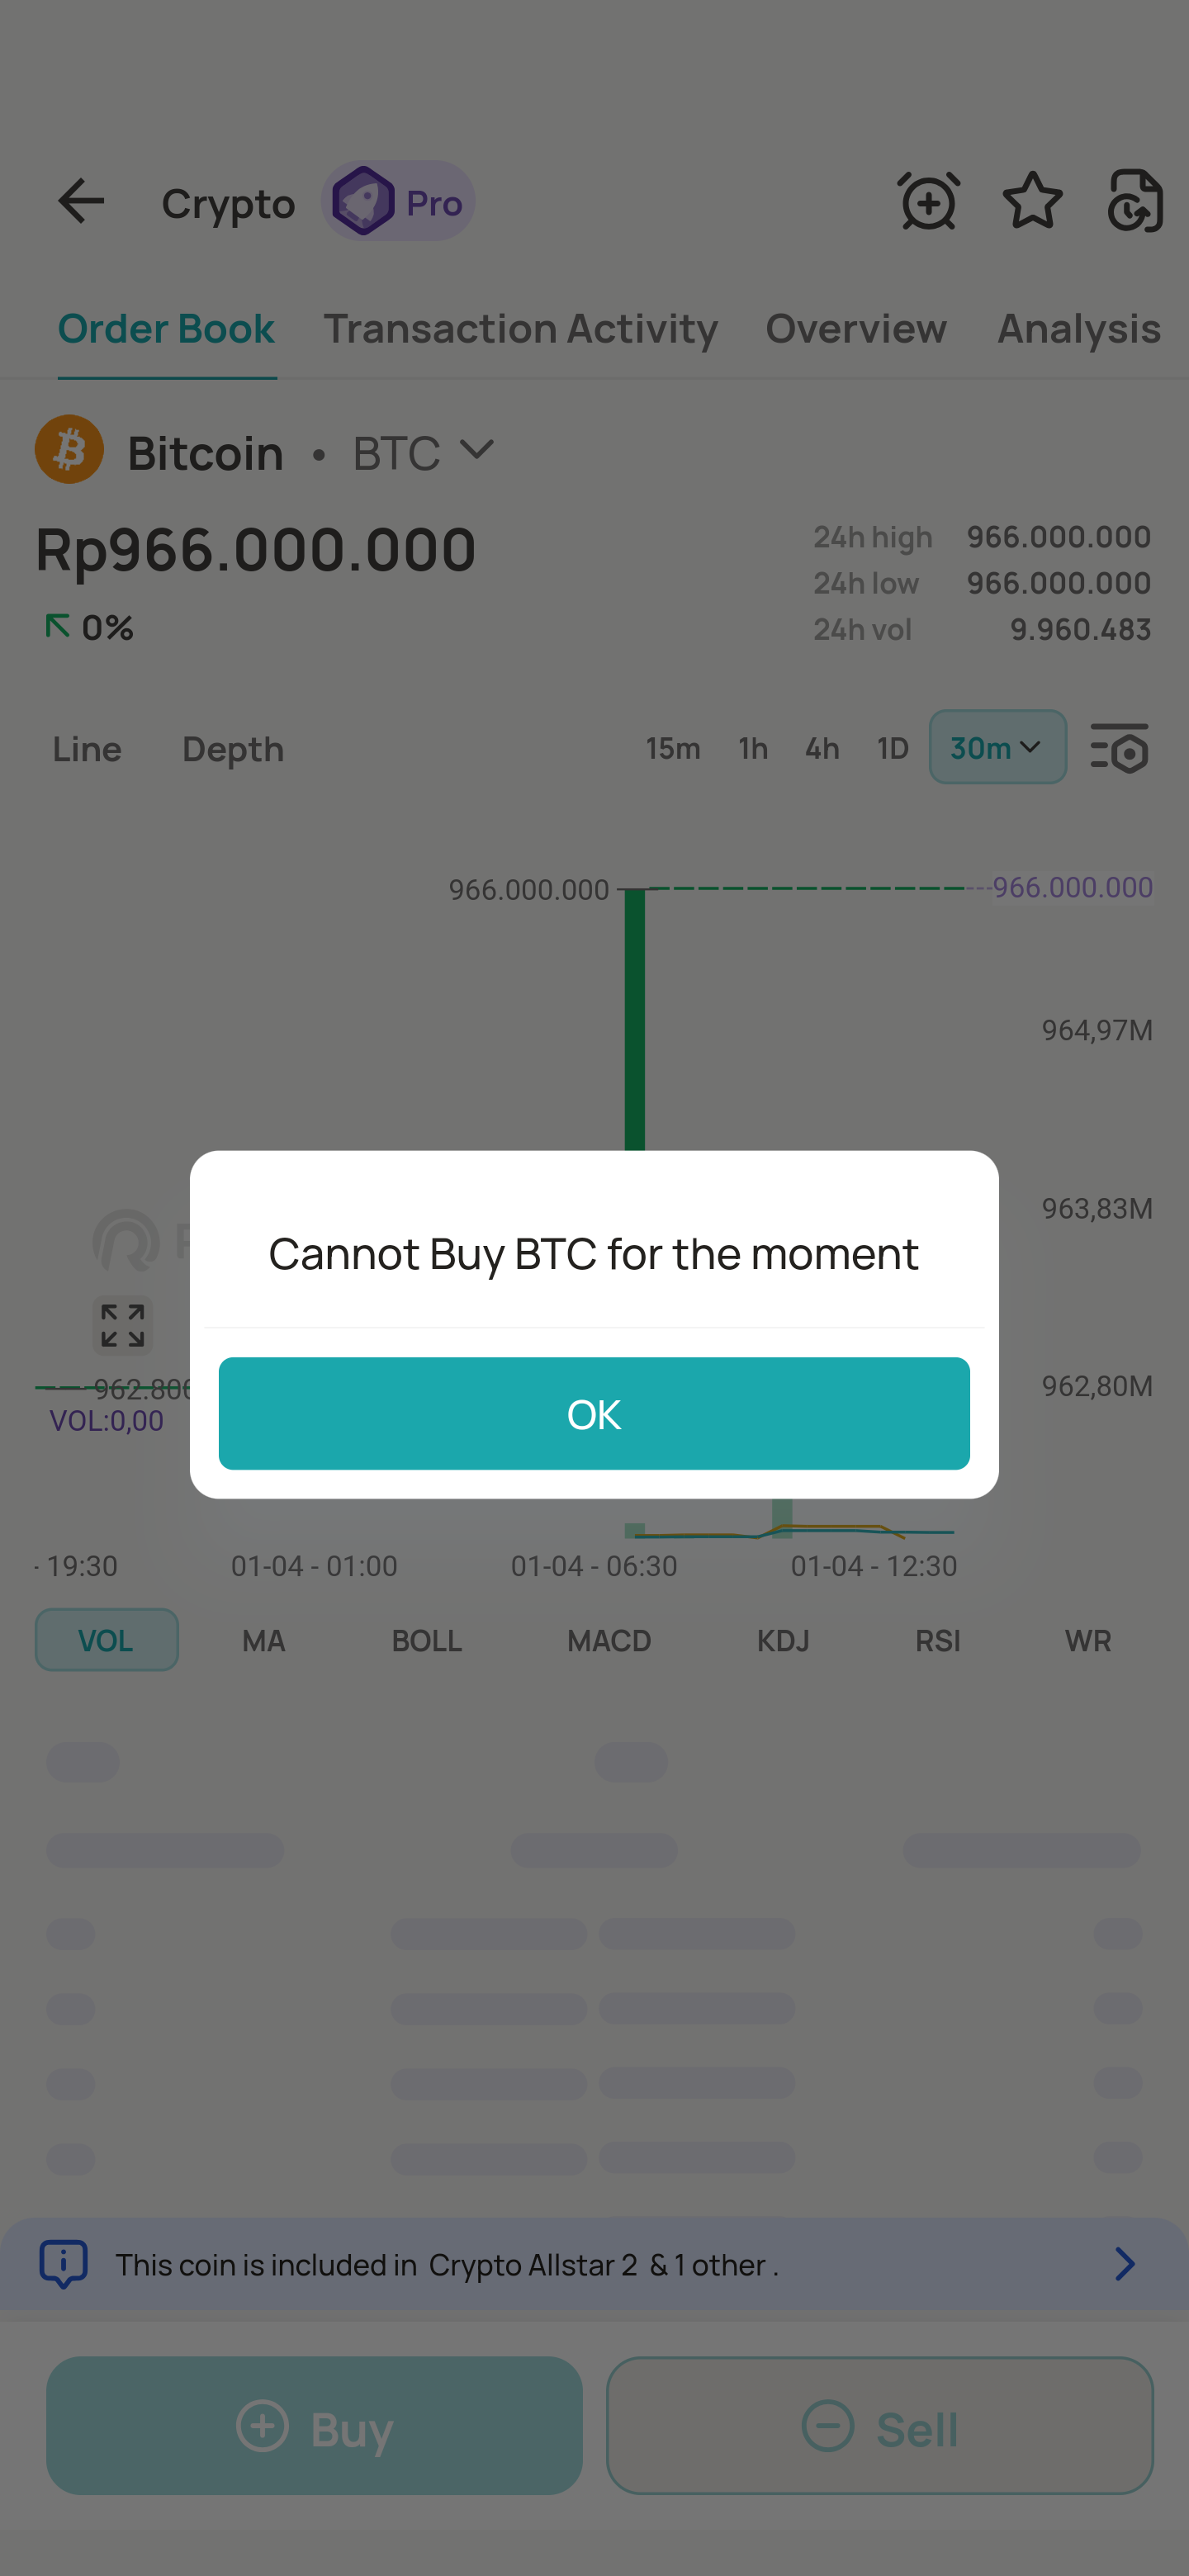 Crypto Pro
Order Book Transaction Activity Overview Analysis
Bitcoin • BTC
Rp966.000.000
0%
24h high 966.000.000
24h low 966.000.000
24h vol 9.960.483
Line Depth 15m 1h 4h 1D 30m
966.000.000 966.000.000
964,97M
963,83M
Cannot Buy BTC for the moment
OK
962,80M
VOL:0,00
- 19:30 01-04 - 01:00 01-04 - 06:30 01-04 - 12:30
VOL MA BOLL MACD KDJ RSI WR
This coin is included in Crypto Allstar 2 & 1 other .
Buy Sell